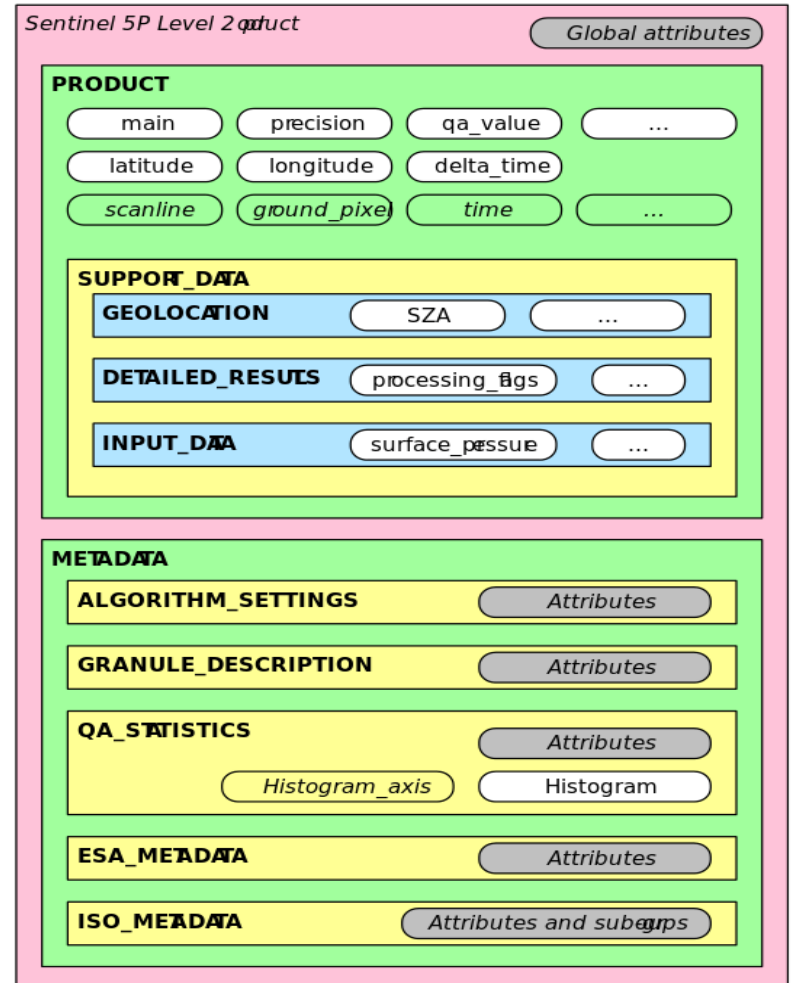 Sentinel 5P Level 2 product
Global attributes
PRODUCT
main precision qa_value ...
latitude longitude delta_time
scanline ground_pixel time ...
SUPPORT_DATA
GEOLOCATION SZA ...
DETAILED_RESULTS processing_flags ...
INPUT_DATA surface_pressure ...
METADATA
ALGORITHM_SETTINGS Attributes
GRANULE_DESCRIPTION Attributes
QA_STATISTICS Attributes
Histogram_axis Histogram
ESA_METADATA Attributes
ISO_METADATA Attributes and sub-groups